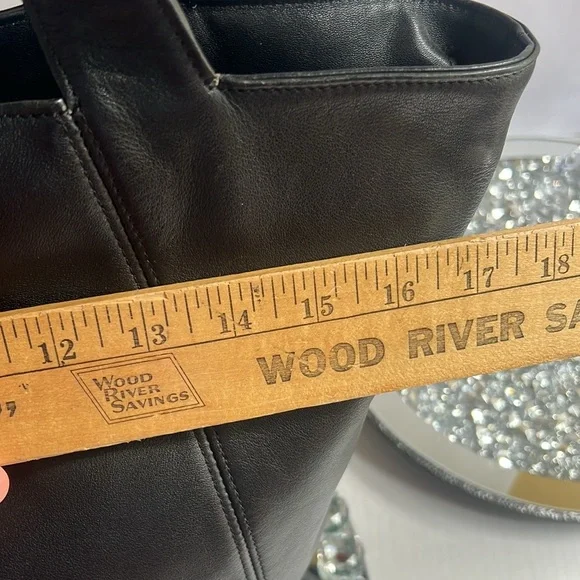 12 13 14 15 16 17 18
WOOD RIVER SA
WOOD
RIVER
SAVINGS